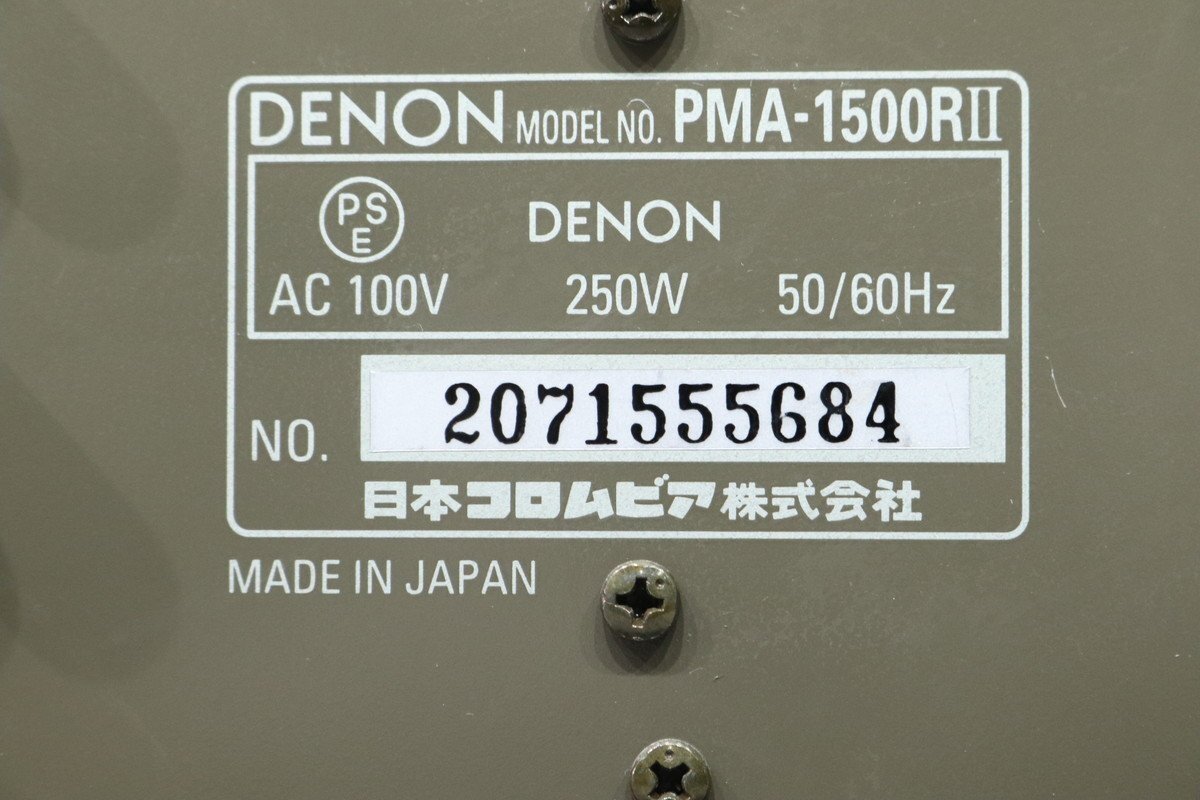 DENON MODEL NO. PMA-1500RII
PS
E
DENON
AC 100V 250W 50/60Hz
NO. 2071555684
日本コロムビア株式会社
MADE IN JAPAN